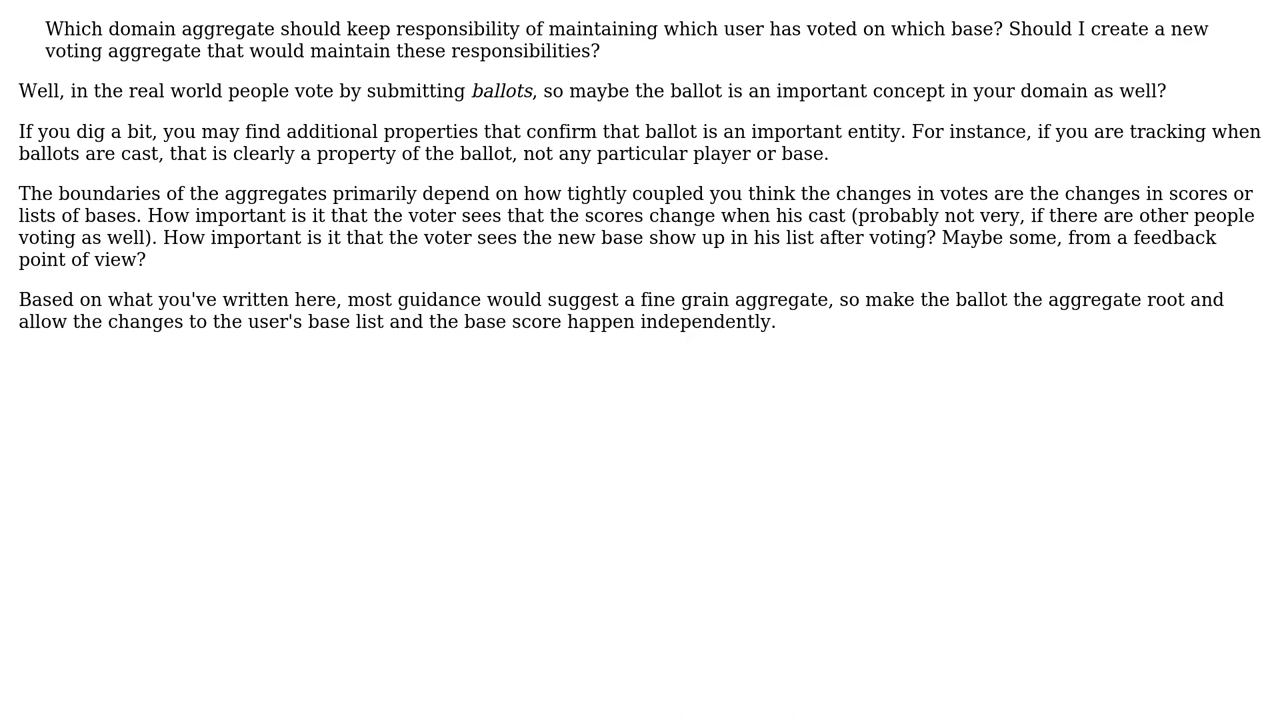 Which domain aggregate should keep responsibility of maintaining which user has voted on which base? Should I create a new
voting aggregate that would maintain these responsibilities?
Well, in the real world people vote by submitting ballots, so maybe the ballot is an important concept in your domain as well?
If you dig a bit, you may find additional properties that confirm that ballot is an important entity. For instance, if you are tracking when
ballots are cast, that is clearly a property of the ballot, not any particular player or base.
The boundaries of the aggregates primarily depend on how tightly coupled you think the changes in votes are the changes in scores or
lists of bases. How important is it that the voter sees that the scores change when his cast (probably not very, if there are other people
voting as well). How important is it that the voter sees the new base show up in his list after voting? Maybe some, from a feedback
point of view?
Based on what you've written here, most guidance would suggest a fine grain aggregate, so make the ballot the aggregate root and
allow the changes to the user's base list and the base score happen independently.